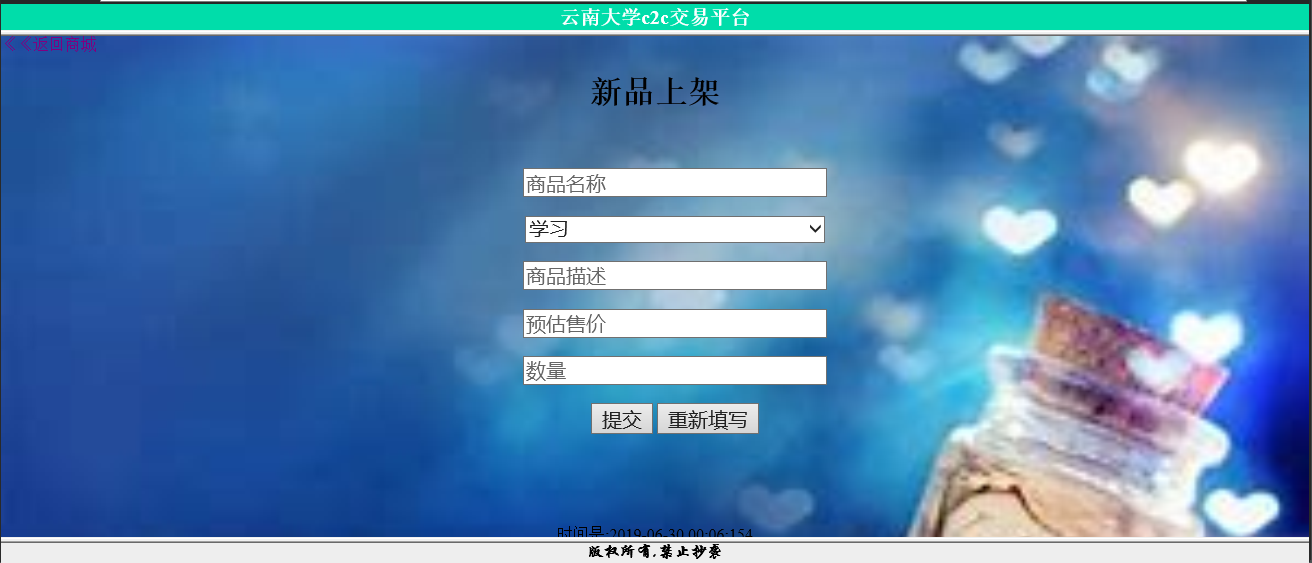 云南大学c2c交易平台
<<返回商城
新品上架
商品名称
学习
商品描述
预估售价
数量
提交 重新填写
时间是:2019-06-30 00:06:154
版权所有,禁止抄袭